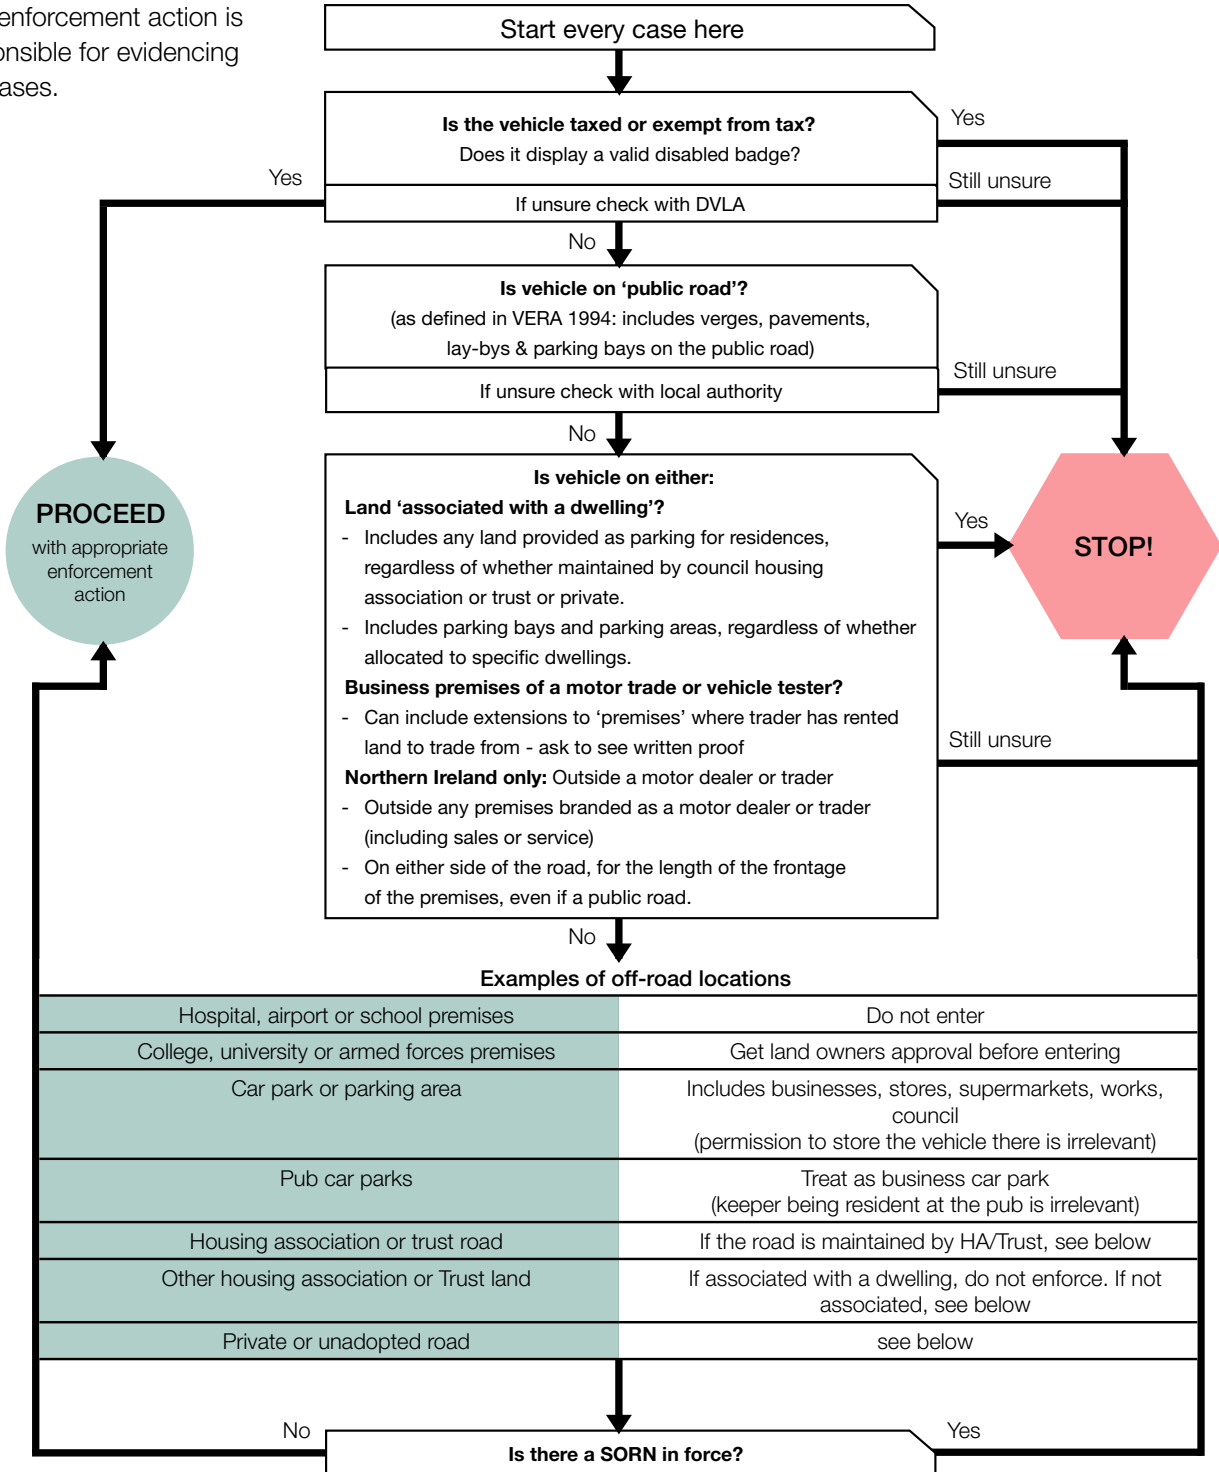 enforcement action is
onsible for evidencing
ases.
Start every case here
Is the vehicle taxed or exempt from tax?
Does it display a valid disabled badge?
Yes
Yes
If unsure check with DVLA
Still unsure
No
Is vehicle on ‘public road’?
(as defined in VERA 1994: includes verges, pavements,
lay-bys & parking bays on the public road)
If unsure check with local authority
Still unsure
No
Is vehicle on either:
Land ‘associated with a dwelling’?
- Includes any land provided as parking for residences,
regardless of whether maintained by council housing
association or trust or private.
- Includes parking bays and parking areas, regardless of whether
allocated to specific dwellings.
Business premises of a motor trade or vehicle tester?
- Can include extensions to ‘premises’ where trader has rented
land to trade from - ask to see written proof
Northern Ireland only: Outside a motor dealer or trader
- Outside any premises branded as a motor dealer or trader
(including sales or service)
- On either side of the road, for the length of the frontage
of the premises, even if a public road.
Yes
Still unsure
PROCEED
with appropriate
enforcement
action
STOP!
No
Examples of off-road locations
Hospital, airport or school premises
Do not enter
College, university or armed forces premises
Get land owners approval before entering
Car park or parking area
Includes businesses, stores, supermarkets, works,
council
(permission to store the vehicle there is irrelevant)
Pub car parks
Treat as business car park
(keeper being resident at the pub is irrelevant)
Housing association or trust road
If the road is maintained by HA/Trust, see below
Other housing association or Trust land
If associated with a dwelling, do not enforce. If not
associated, see below
Private or unadopted road
see below
No
Is there a SORN in force?
Yes